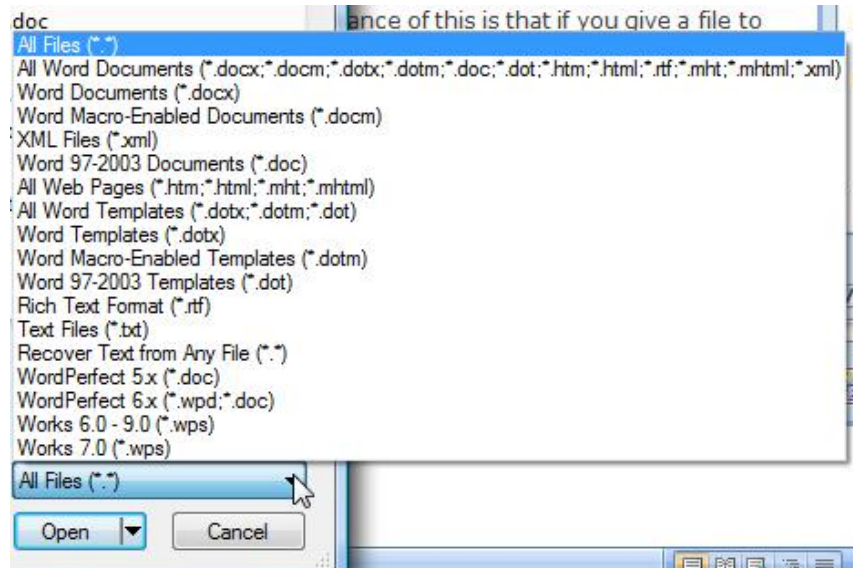 doc
ance of this is that if you give a file to
All Files (*.*)
All Word Documents (*.docx;*.docm;*.dotx;*.dotm;*.doc;*.dot;*.htm;*.html;*.rtf;*.mht;*.mhtml;*.xml)
Word Documents (*.docx)
Word Macro-Enabled Documents (*.docm)
XML Files (*.xml)
Word 97-2003 Documents (*.doc)
All Web Pages (*.htm;*.html;*.mht;*.mhtml)
All Word Templates (*.dotx;*.dotm;*.dot)
Word Templates (*.dotx)
Word Macro-Enabled Templates (*.dotm)
Word 97-2003 Templates (*.dot)
Rich Text Format (*.rtf)
Text Files (*.txt)
Recover Text from Any File (*.*)
WordPerfect 5.x (*.doc)
WordPerfect 6.x (*.wpd;*.doc)
Works 6.0 - 9.0 (*.wps)
Works 7.0 (*.wps)
All Files (*.*)
Open
Cancel